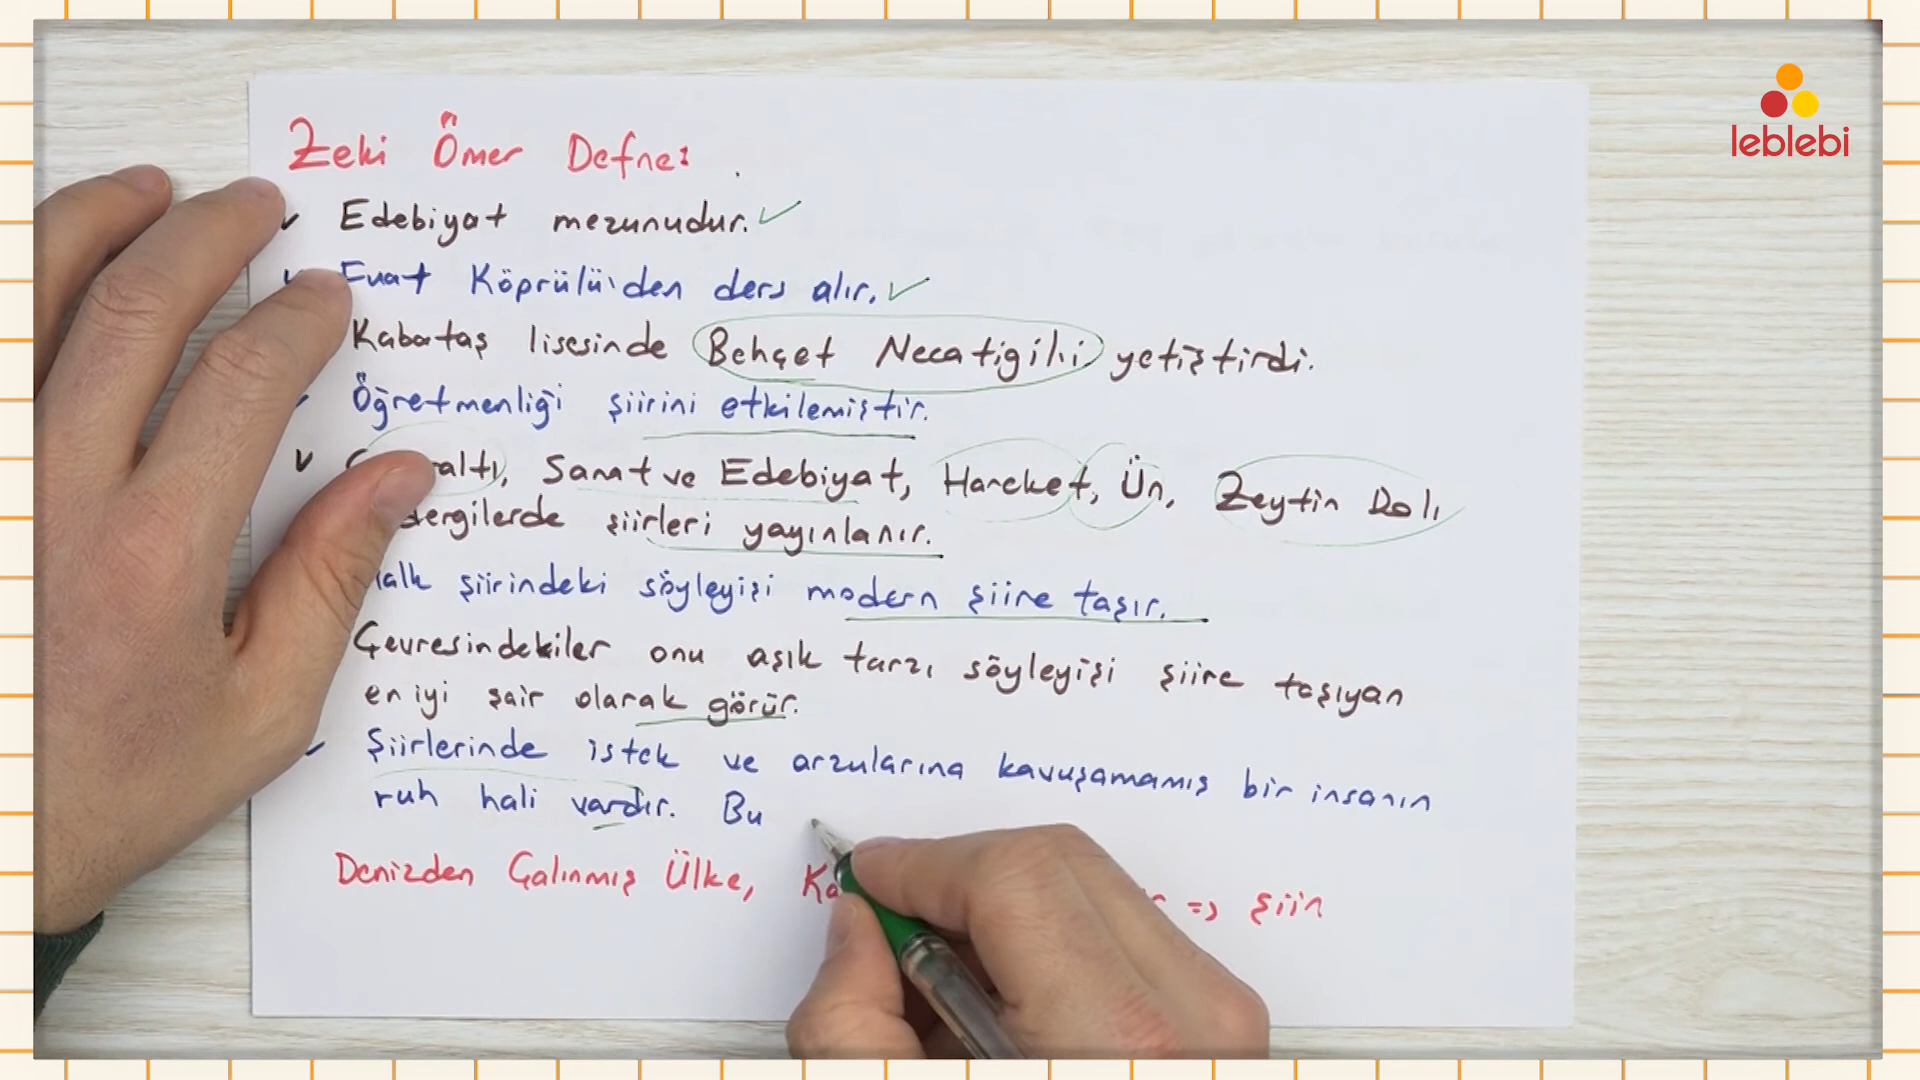 leblebi
Zeki Ömer Defne:
Edebiyat mezunudur.
Fuat Köprülü'den ders alır.
Kabataş lisesinde Behçet Necatigil'i yetiştirdi.
Öğretmenliği şiirini etkilemiştir.
Sanat ve Edebiyat, Hareket, Ün, Zeytin Dalı
dergilerde şiirleri yayınlanır.
şiirindeki söyleyişi modern şiire taşır.
Çevresindekiler onu aşık tarzı söyleyişi şiire taşıyan
en iyi şair olarak görür.
Şiirlerinde istek ve arzularına kavuşamamış bir insanın
ruh hali vardır. Bu
Denizden Çalınmış Ülke, => şiir